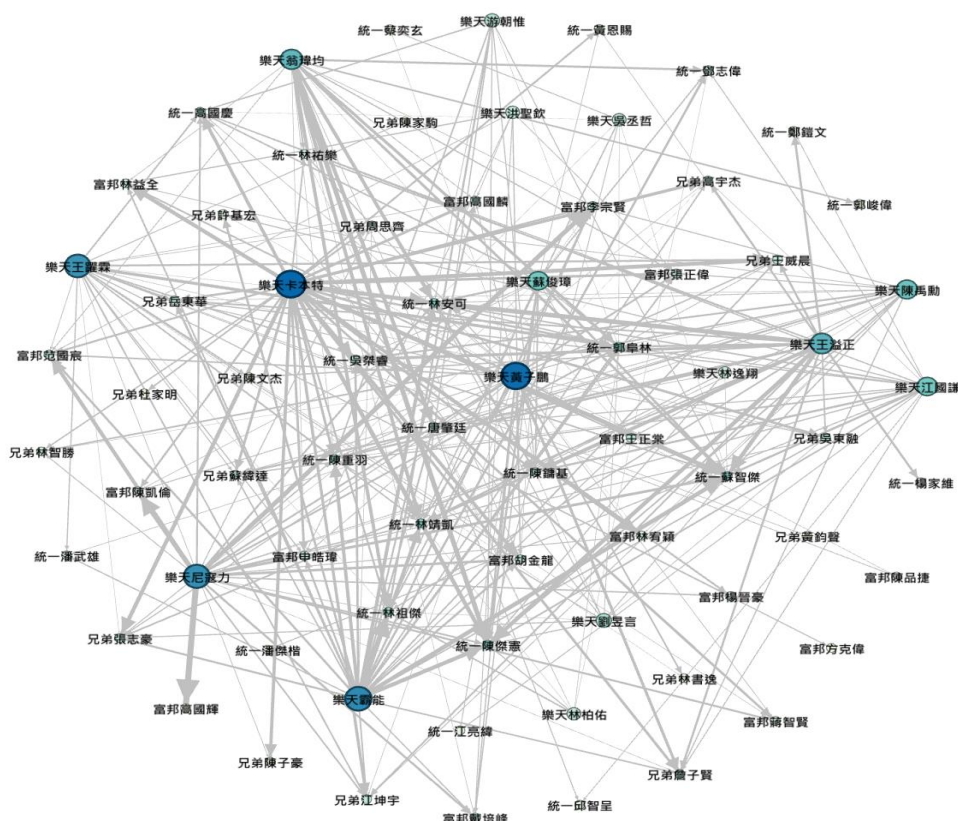 樂天游朝惟
統一蔡奕玄
統一黃恩賜
樂天翁瑋均
統一鄧志偉
統一高國慶
樂天洪聖欽
兄弟陳家駒
樂天吳丞哲
統一鄭鎧文
統一林祐樂
富邦林益全
兄弟高宇杰
富邦高國麟
富邦李宗賢
統一郭峻偉
兄弟許基宏
兄弟周思齊
兄弟王威晨
樂天王躍霖
富邦張正偉
樂天卡本特
樂天蘇俊璋
樂天陳禹勳
兄弟岳東華
統一林安可
樂天王溢正
統一郭阜林
富邦范國宸
統一吳桀睿
樂天林逸翔
樂天黃子鵬
兄弟陳文杰
樂天江國謙
兄弟杜家明
統一唐肇廷
富邦王正棠
兄弟吳東融
兄弟林智勝
統一陳重羽
統一陳鏞基
兄弟蘇緯達
統一蘇智傑
統一楊家維
富邦陳凱倫
統一林靖凱
富邦林宥穎
兄弟黃鈞聲
統一潘武雄
富邦申皓瑋
富邦胡金龍
樂天尼寇力
富邦陳品捷
富邦楊晉豪
統一林祖傑
樂天劉昱言
兄弟張志豪
統一陳傑憲
統一潘傑楷
富邦方克偉
兄弟林書逸
樂天霸能
富邦高國輝
樂天林柏佑
富邦蔣智賢
統一江亮緯
兄弟陳子豪
兄弟詹子賢
兄弟江坤宇
統一邱智呈
富邦戴培峰